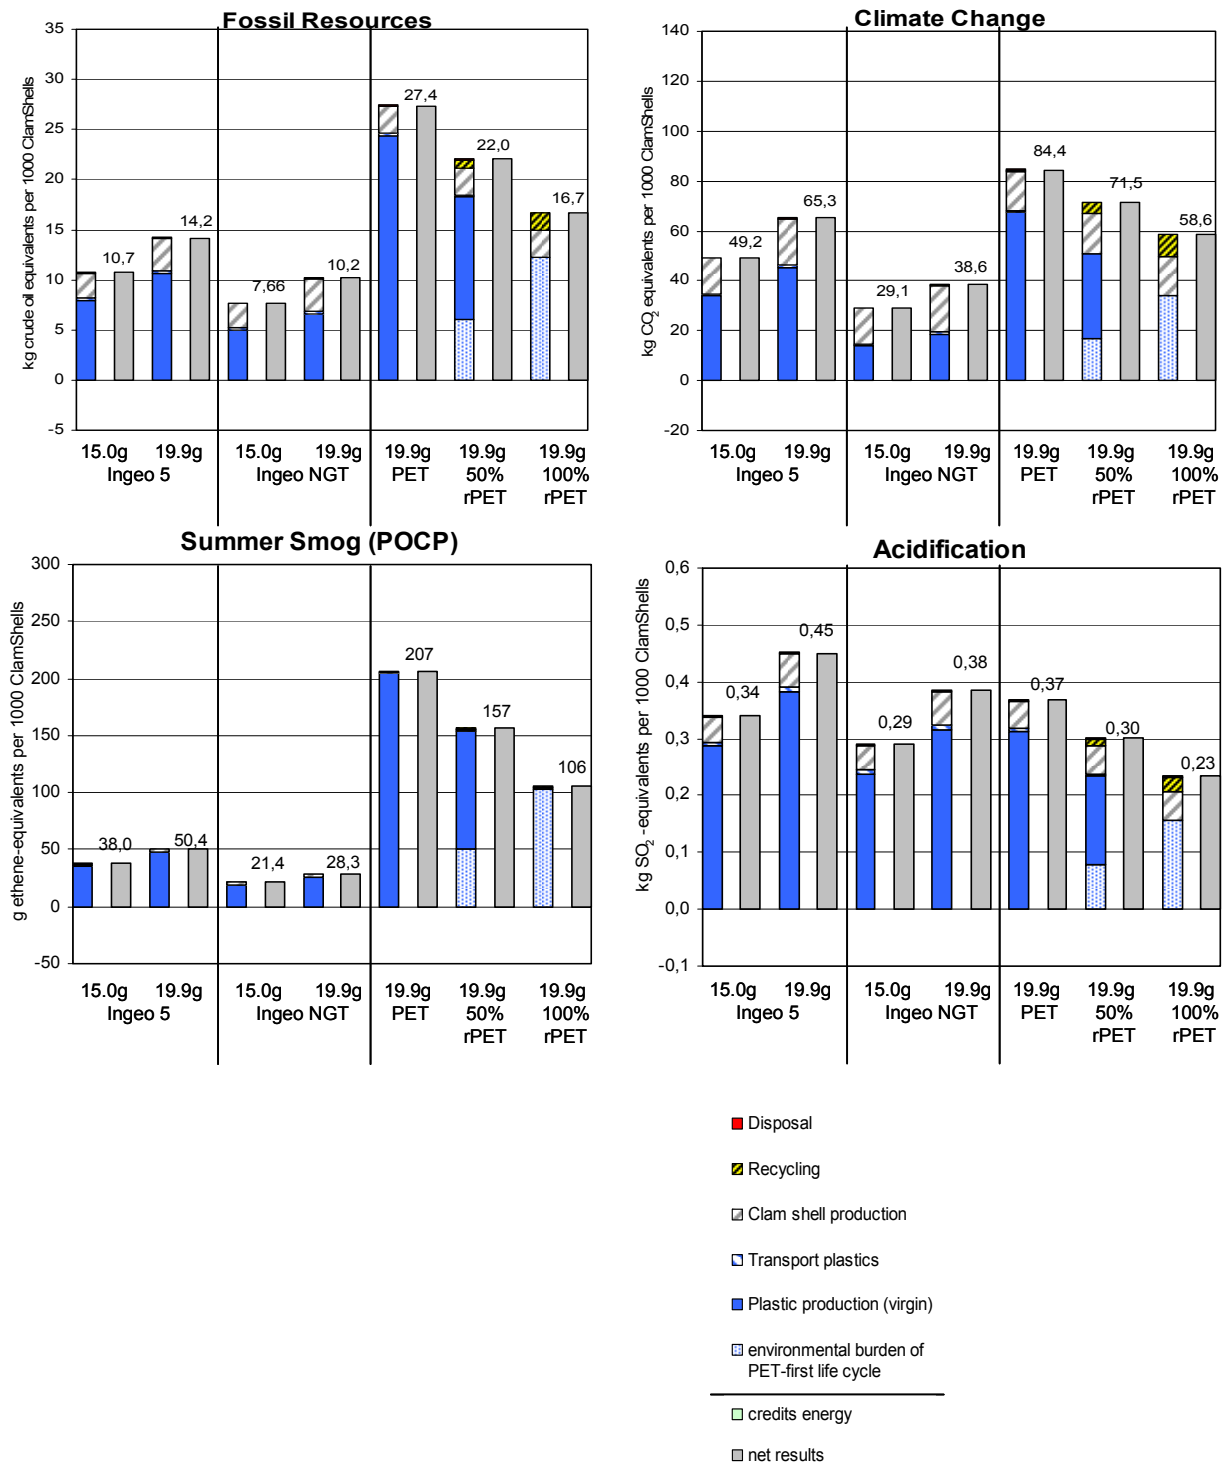 Fossil Resources
kg crude oil equivalents per 1000 ClamShells
35
30
25
20
15
10
5
0
-5
10,7
14,2
7,66
10,2
27,4
22,0
16,7
15.0g 19.9g 15.0g 19.9g 19.9g 19.9g 19.9g
Ingeo 5 Ingeo NGT PET 50% 100%
rPET rPET
Climate Change
kg CO2 equivalents per 1000 ClamShells
140
120
100
80
60
40
20
0
-20
49,2
65,3
29,1
38,6
84,4
71,5
58,6
15.0g 19.9g 15.0g 19.9g 19.9g 19.9g 19.9g
Ingeo 5 Ingeo NGT PET 50% 100%
rPET rPET
Summer Smog (POCP)
g ethene-equivalents per 1000 ClamShells
300
250
200
150
100
50
0
-50
38,0
50,4
21,4
28,3
207
157
106
15.0g 19.9g 15.0g 19.9g 19.9g 19.9g 19.9g
Ingeo 5 Ingeo NGT PET 50% 100%
rPET rPET
Acidification
kg SO2 -equivalents per 1000 ClamShells
0,6
0,5
0,4
0,3
0,2
0,1
0,0
-0,1
0,34
0,45
0,29
0,38
0,37
0,30
0,23
15.0g 19.9g 15.0g 19.9g 19.9g 19.9g 19.9g
Ingeo 5 Ingeo NGT PET 50% 100%
rPET rPET
Disposal
Recycling
Clam shell production
Transport plastics
Plastic production (virgin)
environmental burden of
PET-first life cycle
credits energy
net results